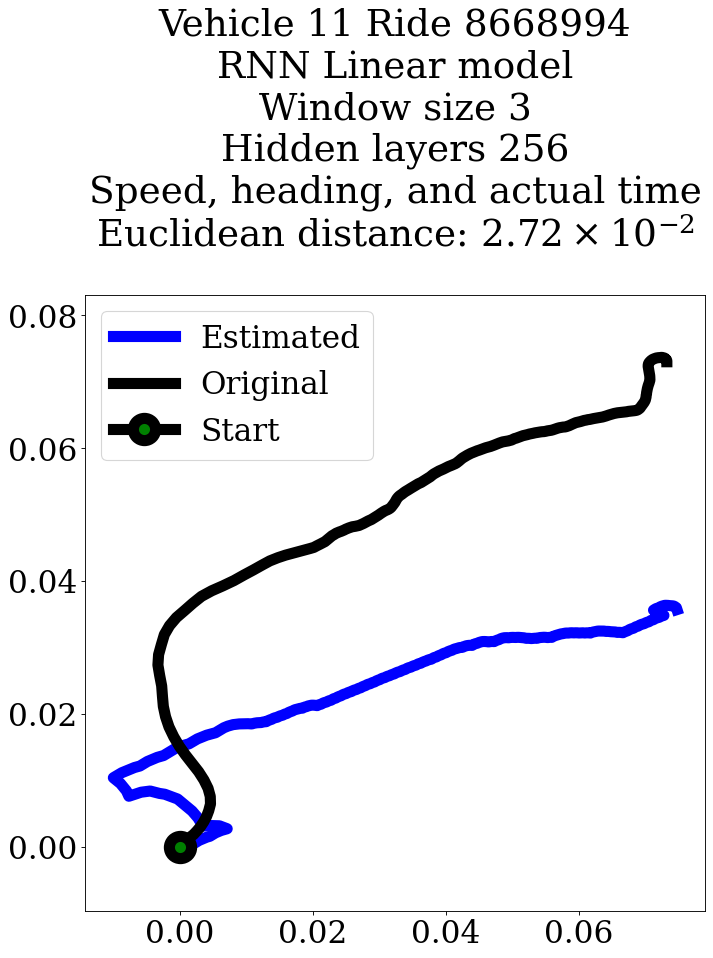 Vehicle 11 Ride 8668994
RNN Linear model
Window size 3
Hidden layers 256
Speed, heading, and actual time
Euclidean distance: 2.72 × 10⁻²
Estimated
Original
Start
0.08
0.06
0.04
0.02
0.00
0.00 0.02 0.04 0.06